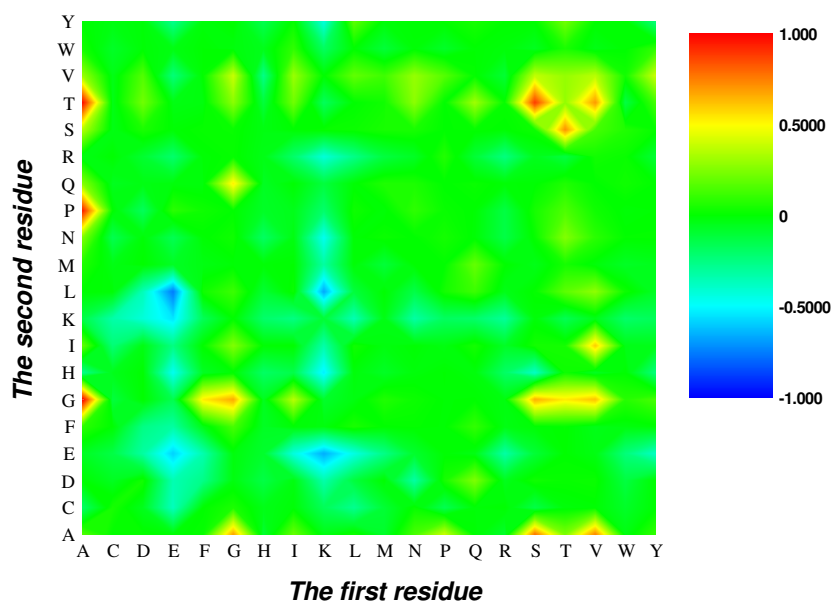 Y
W
V
T
S
R
Q
P
N
M
L
K
I
H
G
F
E
D
C
A
The second residue
A C D E F G H I K L M N P Q R S T V W Y
The first residue
1.000
0.5000
0
-0.5000
-1.000